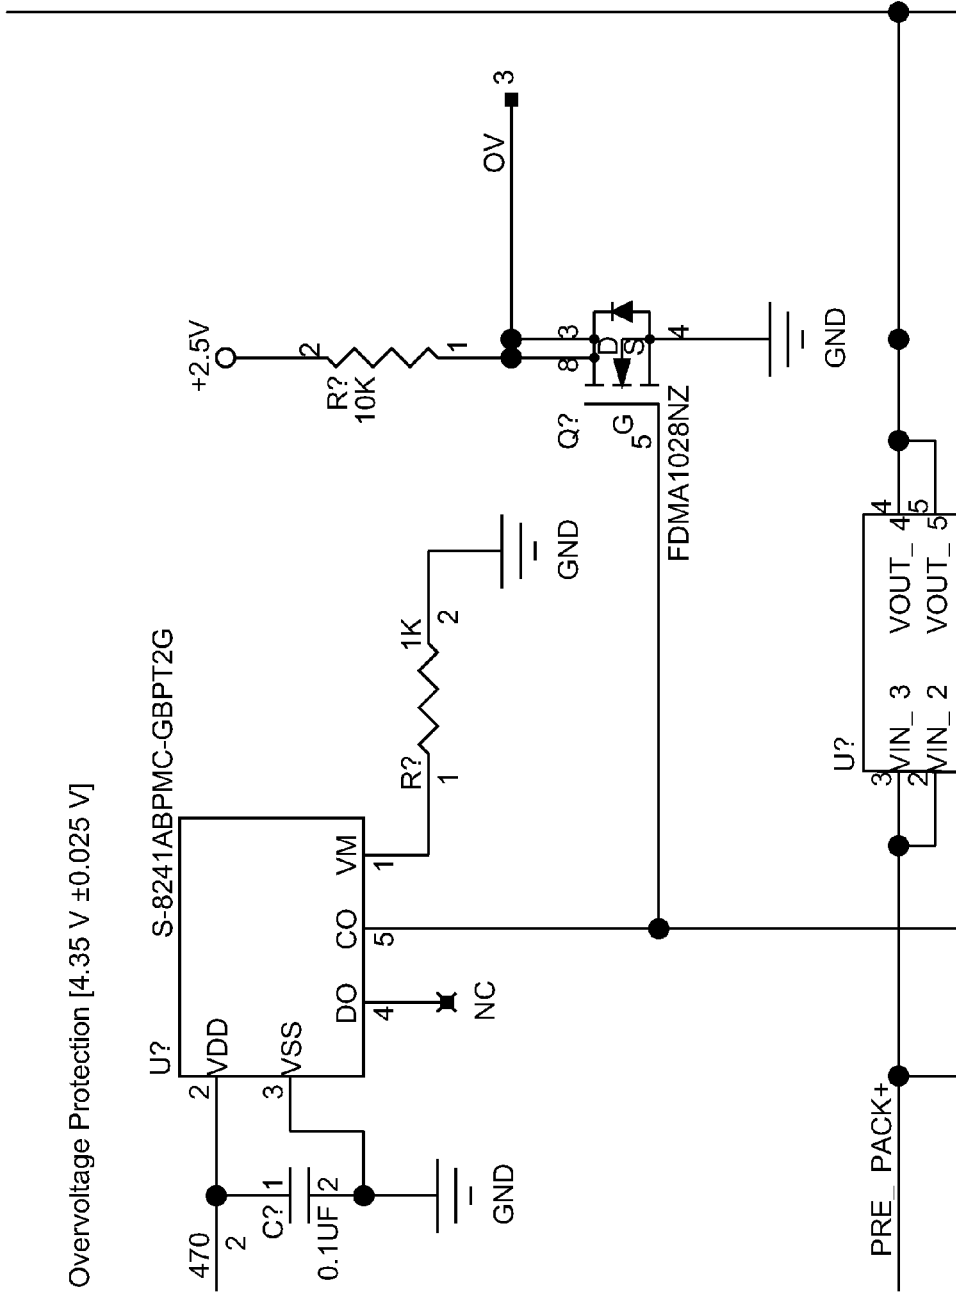 Overvoltage Protection [4.35 V ±0.025 V]
S-8241ABPMC-GBPT2G
U?
2
VDD
3
VSS
DO
4
NC
CO
5
VM
1
470
2
C?
1
2
0.1UF
GND
R?
1K
1
2
GND
+2.5V
2
R?
10K
1
OV
3
Q?
8
3
D
S
G
5
4
FDMA1028NZ
GND
PRE_ PACK+
U?
3
VIN_ 3
2
VIN_ 2
VOUT_ 4
4
VOUT_ 5
5